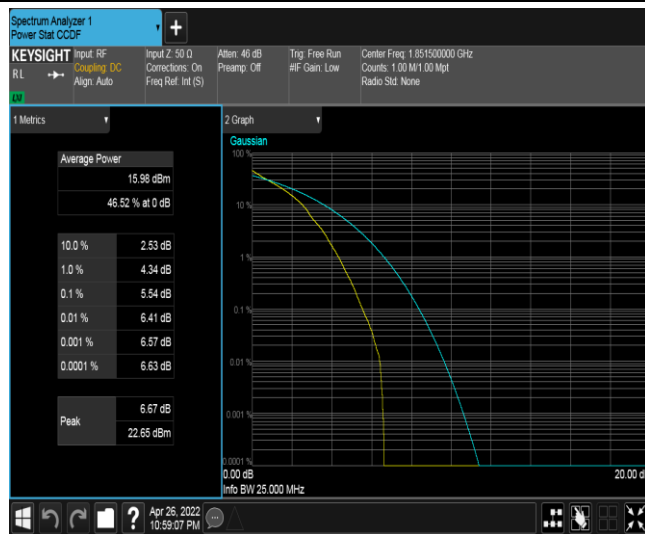 Spectrum Analyzer 1
Power Stat CCDF
KEYSIGHT
RL
Input: RF
Coupling: DC
Align: Auto
Input Z: 50 Ω
Corrections: On
Freq Ref: Int (S)
Atten: 46 dB
Preamp: Off
Trig: Free Run
#IF Gain: Low
Center Freq: 1.851500000 GHz
Counts: 1.00 M/1.00 Mpt
Radio Std: None
1 Metrics
Average Power
15.98 dBm
46.52 % at 0 dB
10.0 % 2.53 dB
1.0 % 4.34 dB
0.1 % 5.54 dB
0.01 % 6.41 dB
0.001 % 6.57 dB
0.0001 % 6.63 dB
Peak
6.67 dB
22.65 dBm
2 Graph
Gaussian
100 %
10 %
1 %
0.1 %
0.01 %
0.001 %
0.0001 %
0.00 dB
20.00 d
Info BW 25.000 MHz
?
Apr 26, 2022
10:59:07 PM